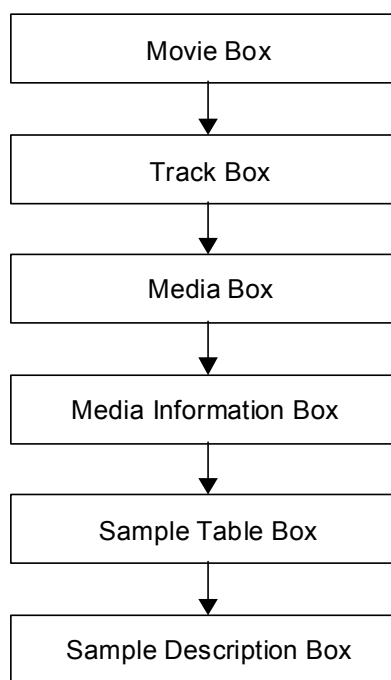 Movie Box
Track Box
Media Box
Media Information Box
Sample Table Box
Sample Description Box